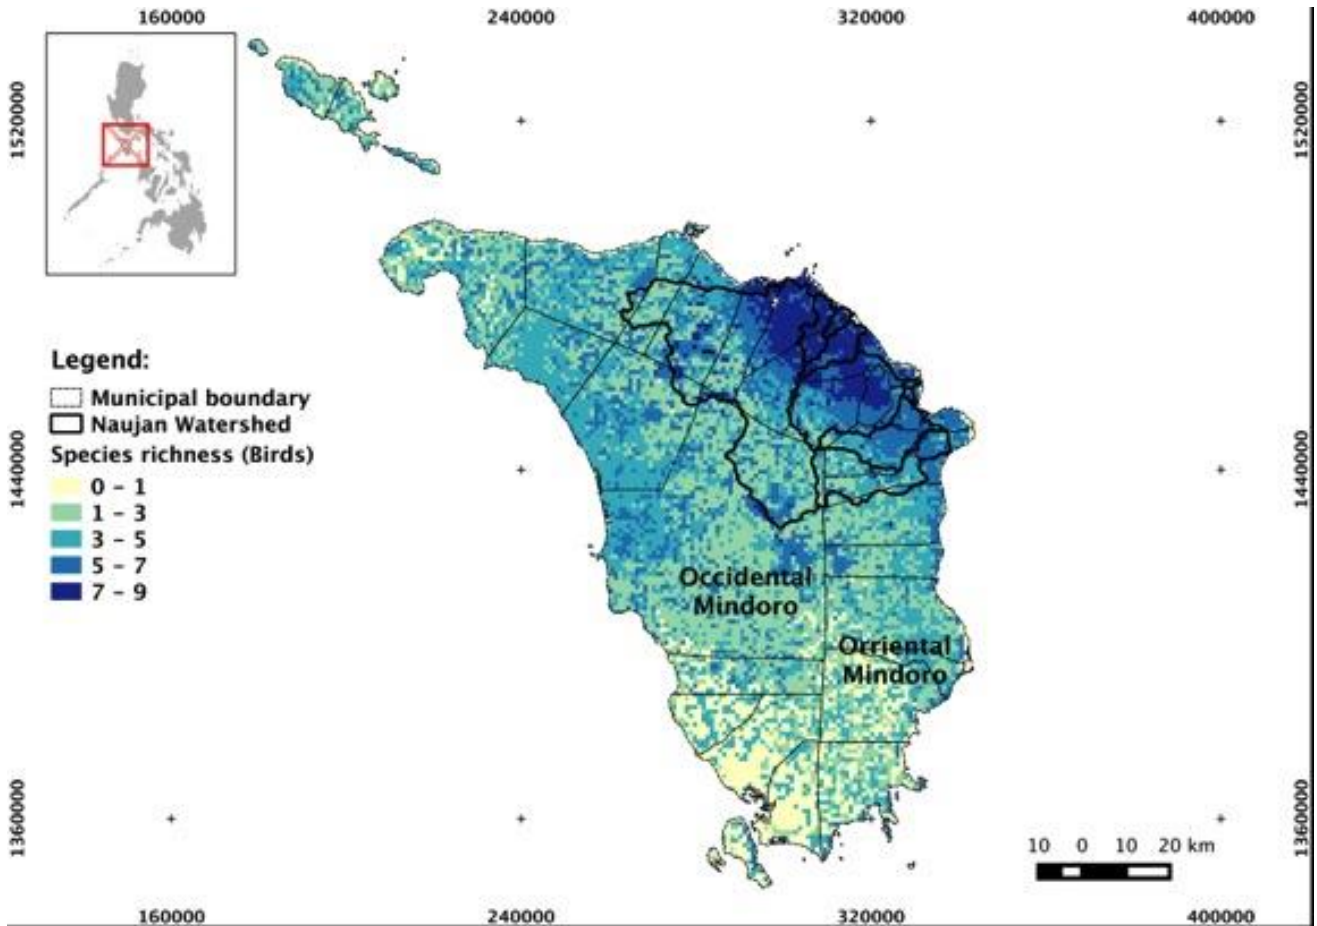 160000 240000 320000 400000
1520000 1520000
Legend:
Municipal boundary
Naujan Watershed
Species richness (Birds)
0 - 1
1 - 3
3 - 5
5 - 7
7 - 9
1440000 1440000
Occidental
Mindoro
Orriental
Mindoro
1360000 1360000
10 0 10 20 km
160000 240000 320000 400000